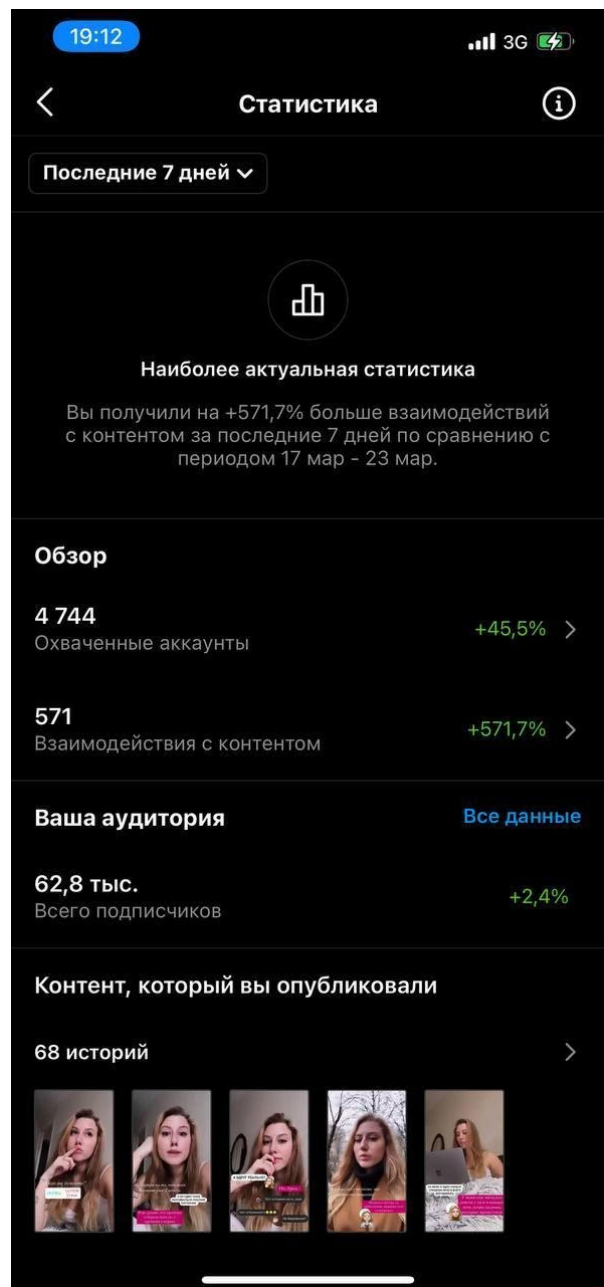 19:12
3G
Статистика
Последние 7 дней
Наиболее актуальная статистика
Вы получили на +571,7% больше взаимодействий
с контентом за последние 7 дней по сравнению с
периодом 17 мар - 23 мар.
Обзор
4 744
Охваченные аккаунты
+45,5%
571
Взаимодействия с контентом
+571,7%
Ваша аудитория
Все данные
62,8 тыс.
Всего подписчиков
+2,4%
Контент, который вы опубликовали
68 историй